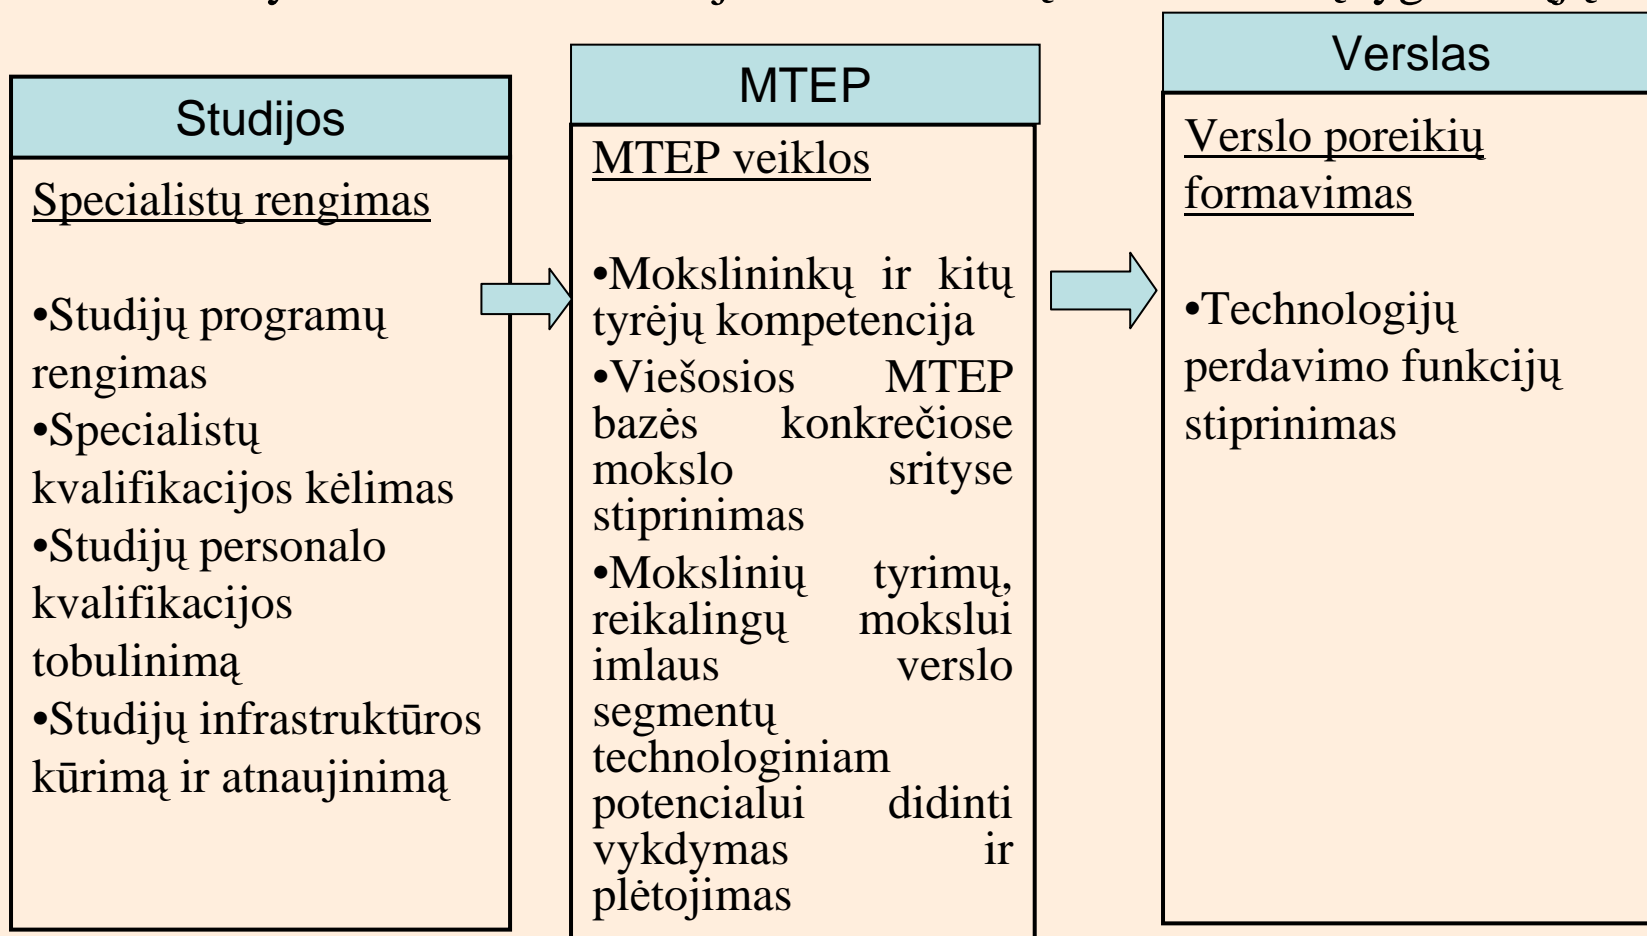 Studijos
Specialistų rengimas
•Studijų programų
rengimas
•Specialistų
kvalifikacijos kėlimas
•Studijų personalo
kvalifikacijos
tobulinimą
•Studijų infrastruktūros
kūrimą ir atnaujinimą
MTEP
MTEP veiklos
•Mokslininkų ir kitų
tyrėjų kompetencija
•Viešosios MTEP
bazės konkrečiose
mokslo srityse
stiprinimas
•Mokslinių tyrimų,
reikalingų mokslui
imlaus verslo
segmentų
technologiniam
potencialui didinti
vykdymas ir
plėtojimas
Verslas
Verslo poreikių
formavimas
•Technologijų
perdavimo funkcijų
stiprinimas